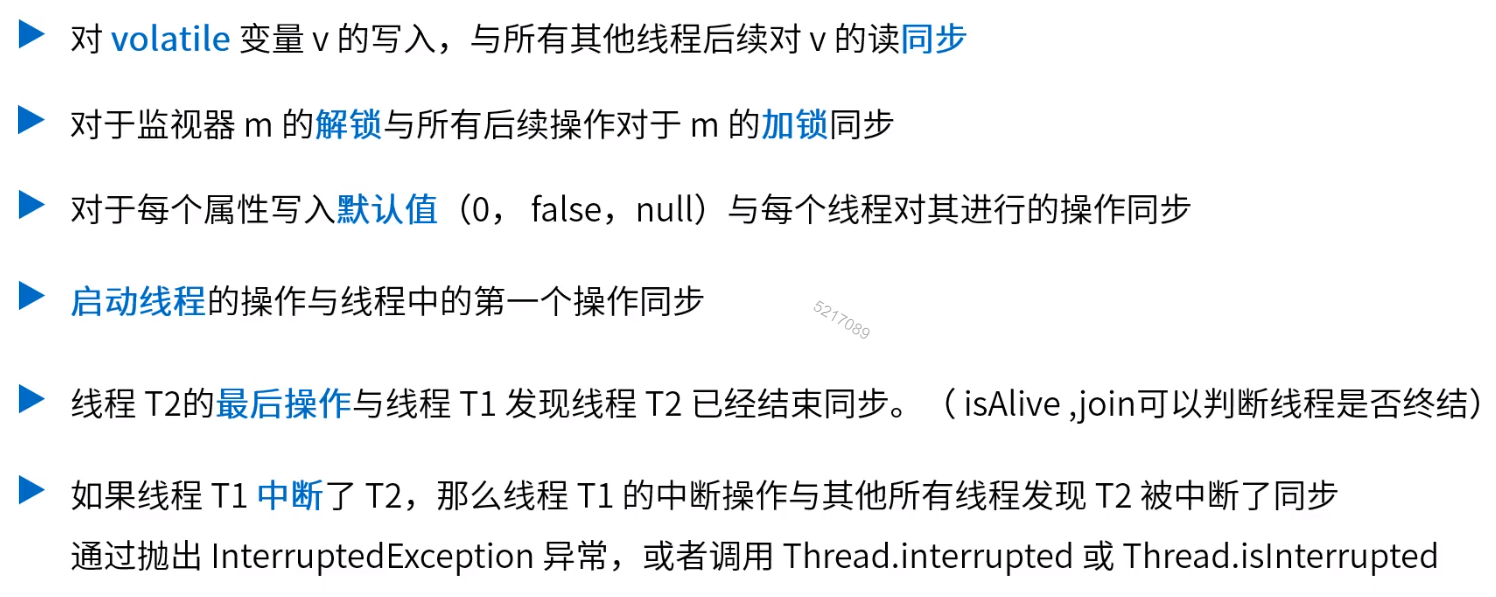 对 volatile 变量 v 的写入，与所有其他线程后续对 v 的读同步
对于监视器 m 的解锁与所有后续操作对于 m 的加锁同步
对于每个属性写入默认值（0， false，null）与每个线程对其进行的操作同步
启动线程的操作与线程中的第一个操作同步
5217089
线程 T2的最后操作与线程 T1 发现线程 T2 已经结束同步。（ isAlive ,join可以判断线程是否终结）
如果线程 T1 中断了 T2，那么线程 T1 的中断操作与其他所有线程发现 T2 被中断了同步
通过抛出 InterruptedException 异常，或者调用 Thread.interrupted 或 Thread.isInterrupted